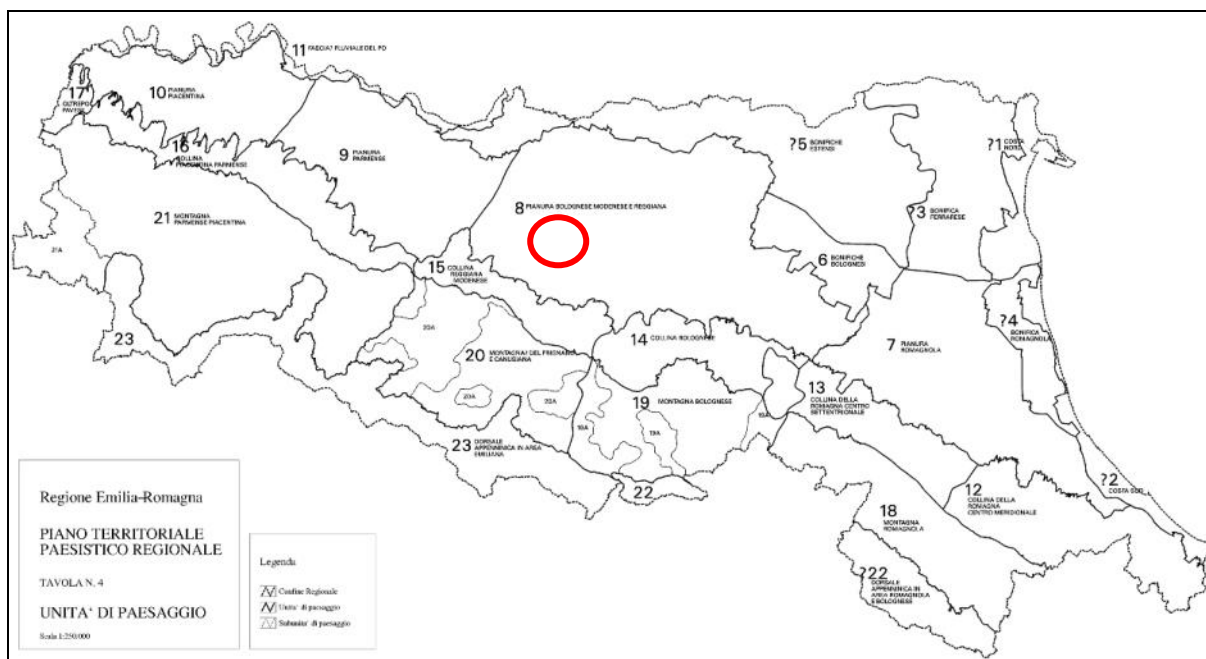 11 FASCIA? FLUVIALE DEL PO
17
OLTREPO
PAVESE
10 PIANURA
PIACENTINA
16
COLLINA
PIACENTINA PARMENSE
9 PIANURA
PARMENSE
?5 BONIFICHE
ESTENSI
?1 COSTA
NORD
21 MONTAGNA
PARMENSE PIACENTINA
21A
8 PIANURA BOLOGNESE MODENESE E REGGIANA
?3 BONIFICA
FERRARESE
15 COLLINA
REGGIANA
MODENESE
6 BONIFICHE
BOLOGNESI
23
20A
20 MONTAGNA? DEL FRIGNANO
E CANUSIANA
20A
20A
14 COLLINA BOLOGNESE
7 PIANURA
ROMAGNOLA
?4
BONIFICA
ROMAGNOLA
19 MONTAGNA BOLOGNESE
19A
19A
19A
13
COLLINA DELLA
ROMAGNA CENTRO
SETTENTRIONALE
23 DORSALE
APPENNINICA IN AREA
EMILIANA
22
12
COLLINA DELLA
ROMAGNA
CENTRO MERIDIONALE
?2
COSTA SUD
18
MONTAGNA
ROMAGNOLA
?22
DORSALE
APPENNINICA IN
AREA ROMAGNOLA
E BOLOGNESE
Regione Emilia-Romagna
PIANO TERRITORIALE
PAESISTICO REGIONALE
TAVOLA N. 4
UNITA' DI PAESAGGIO
Scala 1:250/000
Legenda
Confine Regionale
Unita' di paesaggio
Subunita' di paesaggio